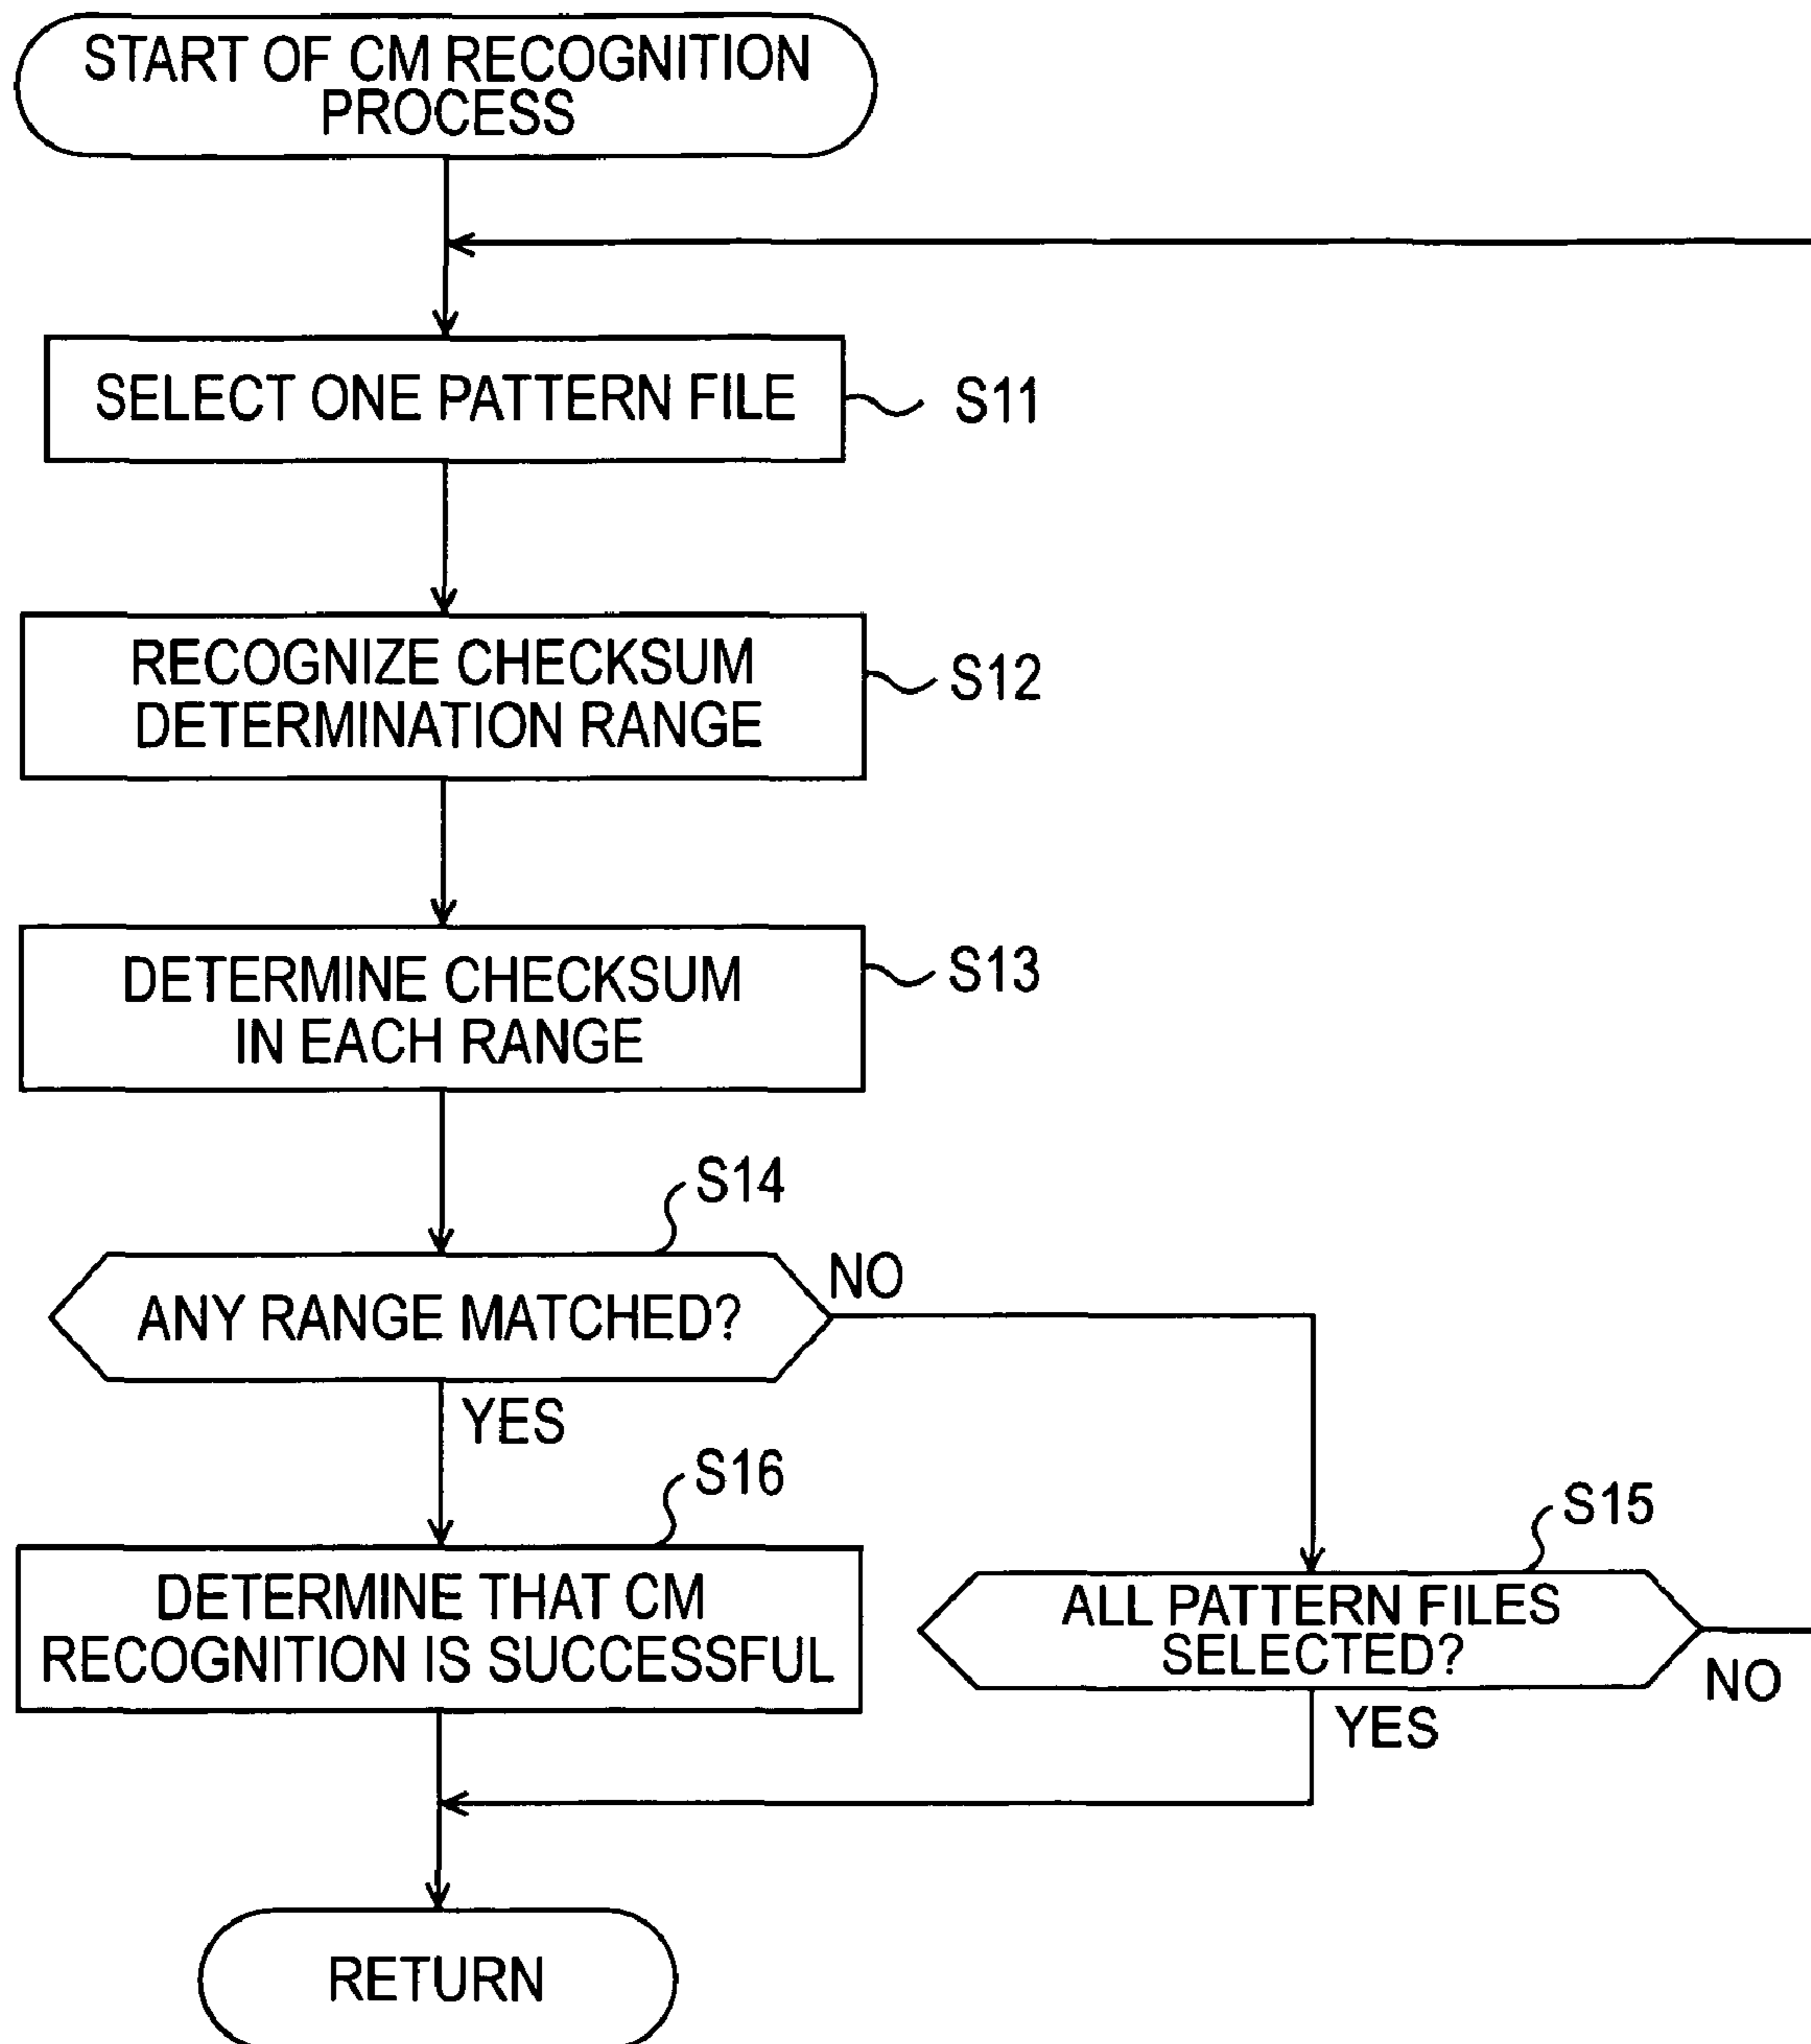 START OF CM RECOGNITION
PROCESS
SELECT ONE PATTERN FILE
S11
RECOGNIZE CHECKSUM
DETERMINATION RANGE
S12
DETERMINE CHECKSUM
IN EACH RANGE
S13
S14
ANY RANGE MATCHED?
NO
YES
S16
DETERMINE THAT CM
RECOGNITION IS SUCCESSFUL
S15
ALL PATTERN FILES
SELECTED?
NO
YES
RETURN